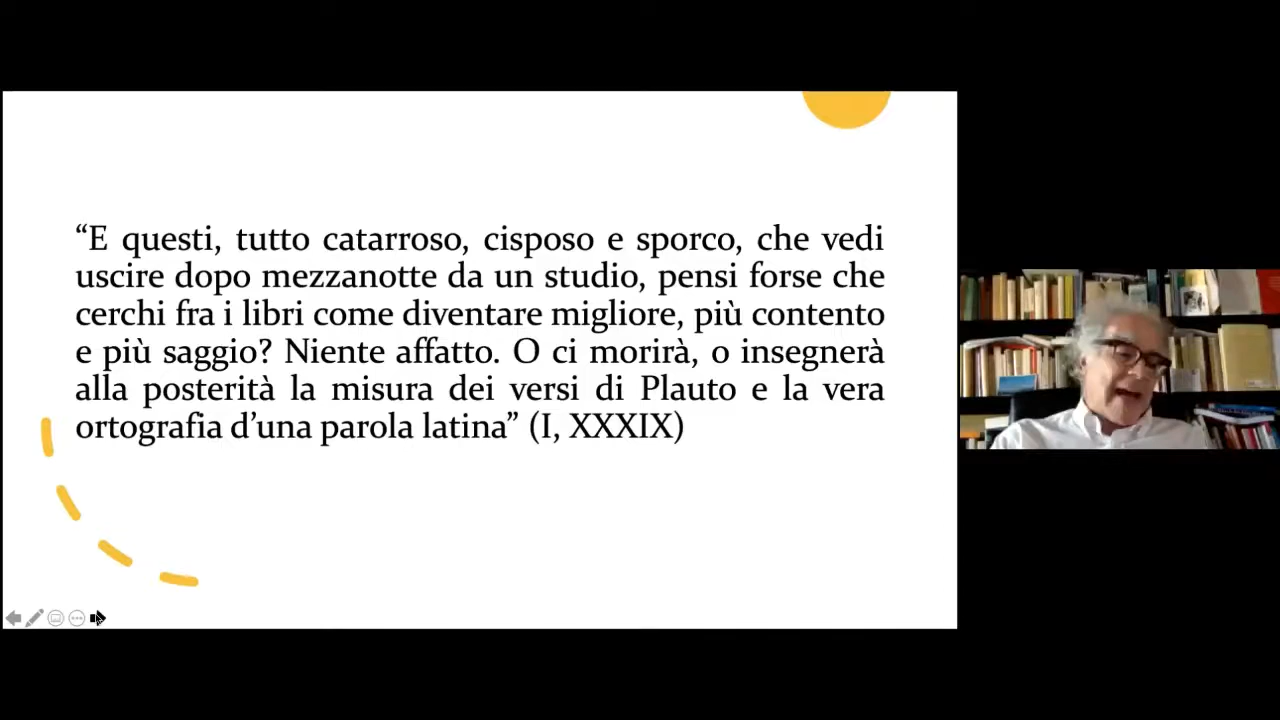 “E questi, tutto catarroso, cisposo e sporco, che vedi
uscire dopo mezzanotte da un studio, pensi forse che
cerchi fra i libri come diventare migliore, più contento
e più saggio? Niente affatto. O ci morirà, o insegnerà
alla posterità la misura dei versi di Plauto e la vera
ortografia d’una parola latina” (I, XXXIX)